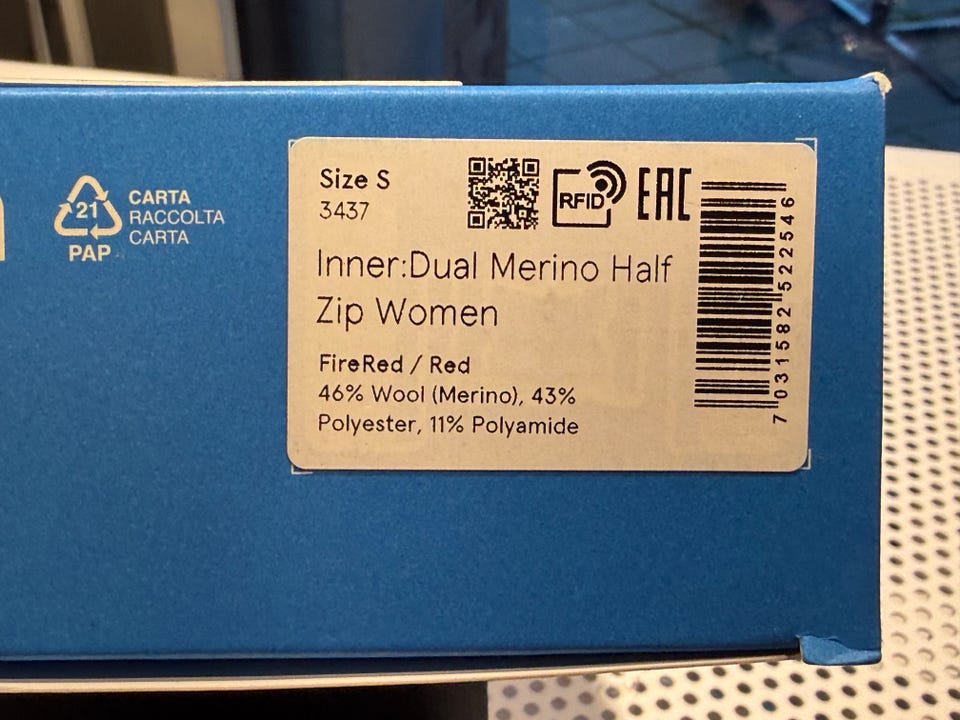 21
PAP
CARTA
RACCOLTA
CARTA
Size S
3437
RFID
EAC
Inner:Dual Merino Half
Zip Women
FireRed / Red
46% Wool (Merino), 43%
Polyester, 11% Polyamide
7 031582 522546